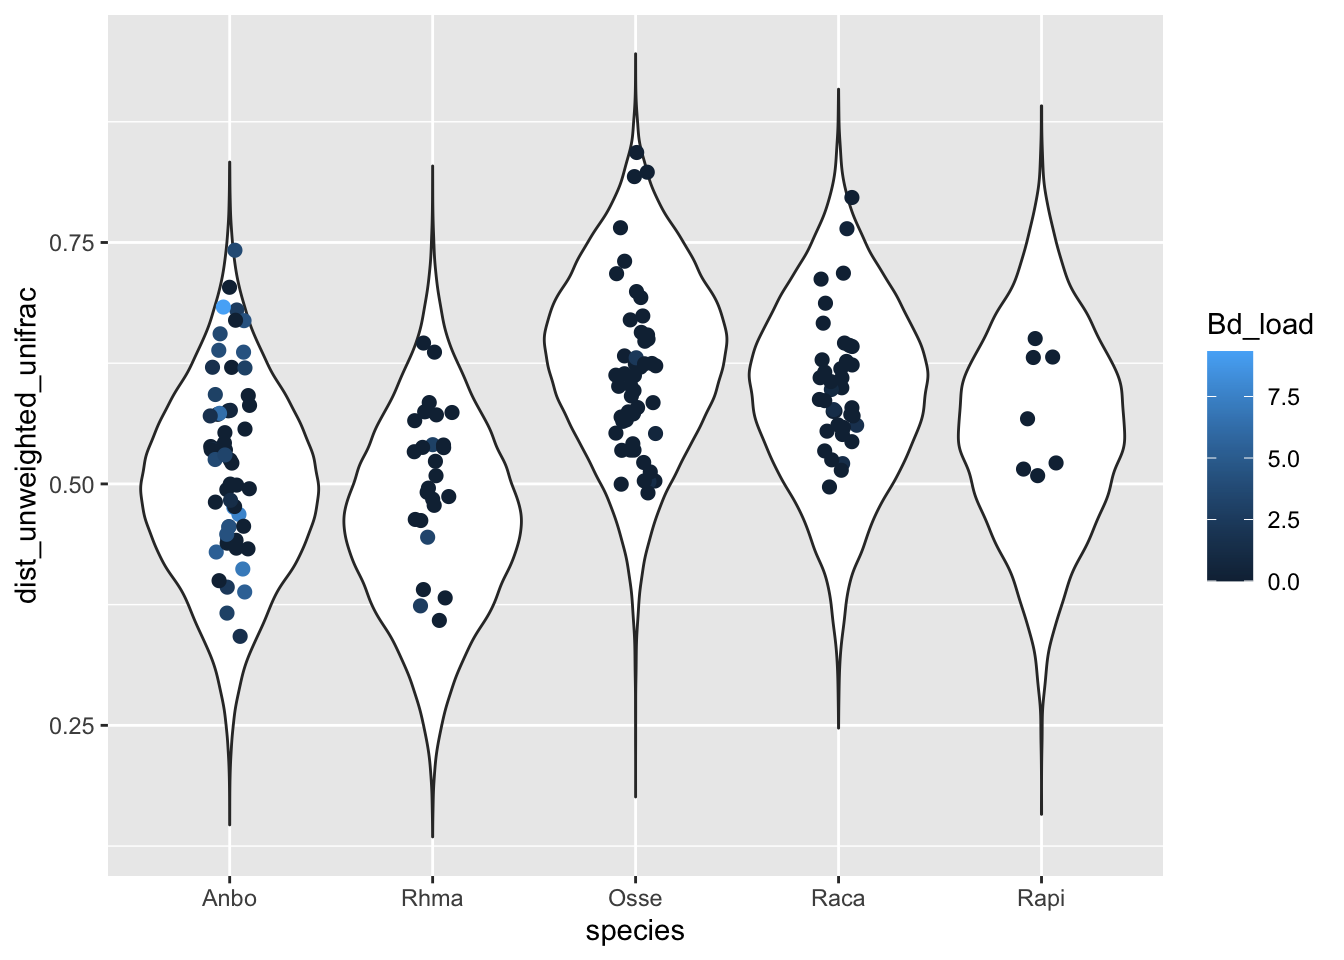 dist_unweighted_unifrac
0.75
0.50
0.25
Anbo Rhma Osse Raca Rapi
species
Bd_load
7.5
5.0
2.5
0.0